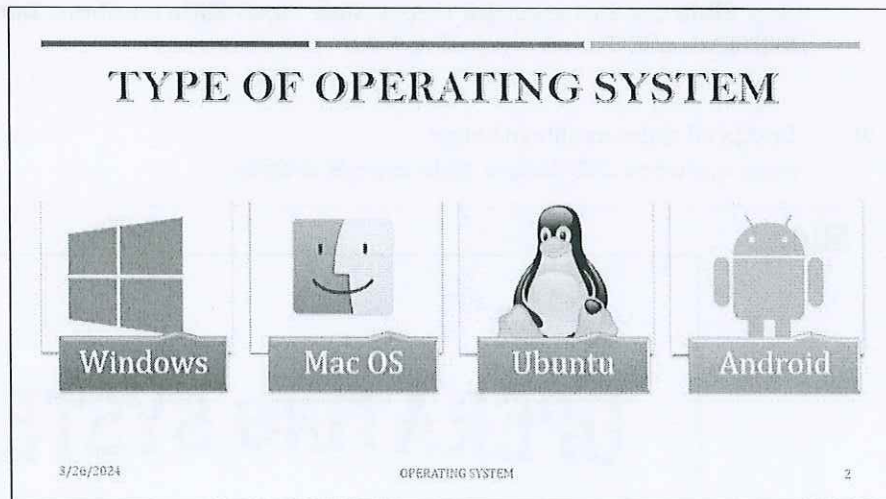 TYPE OF OPERATING SYSTEM
Windows
Mac OS
Ubuntu
Android
3/26/2024
OPERATING SYSTEM
2